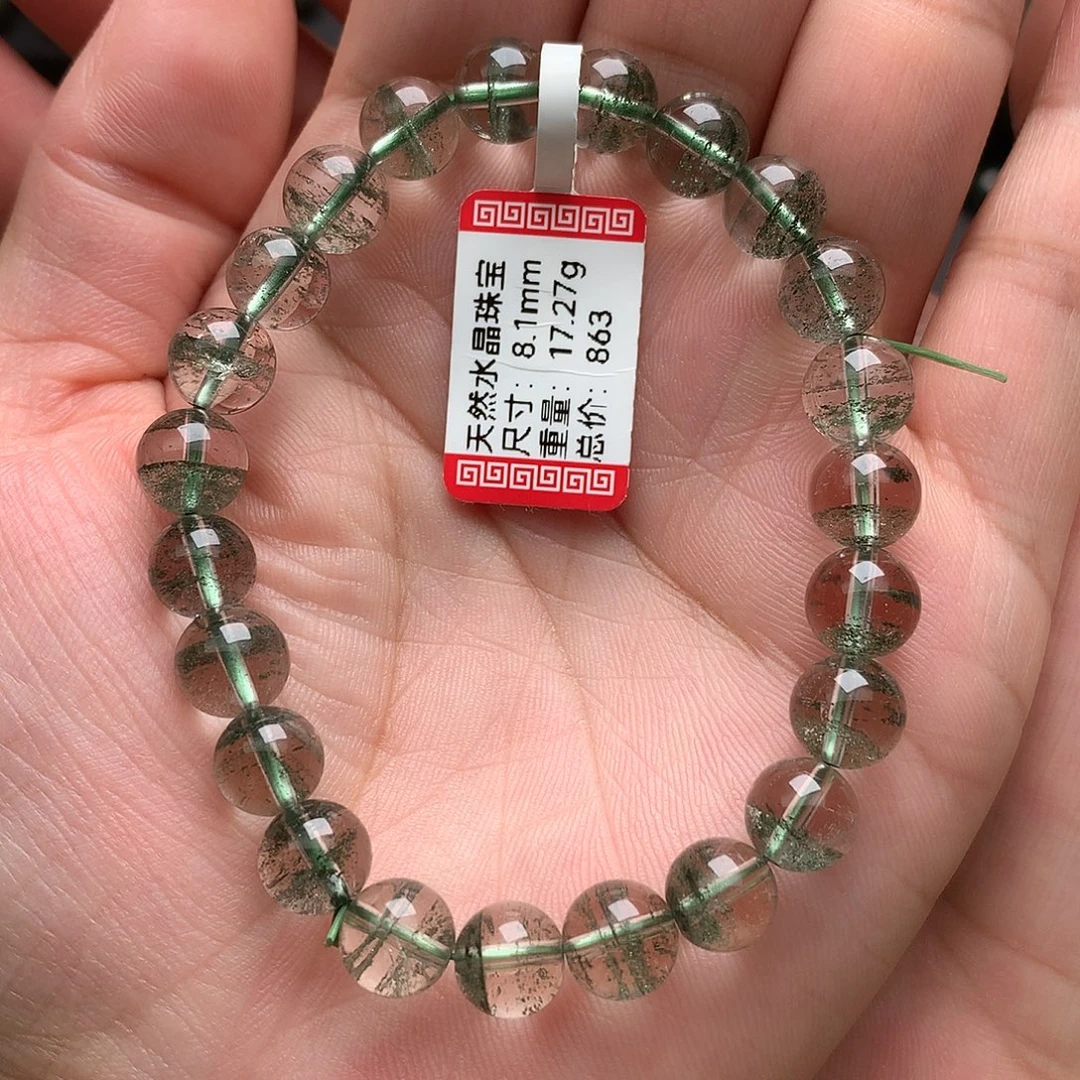 天然水晶珠宝
尺寸: 8.1mm
重量: 17.27g
总价: 863